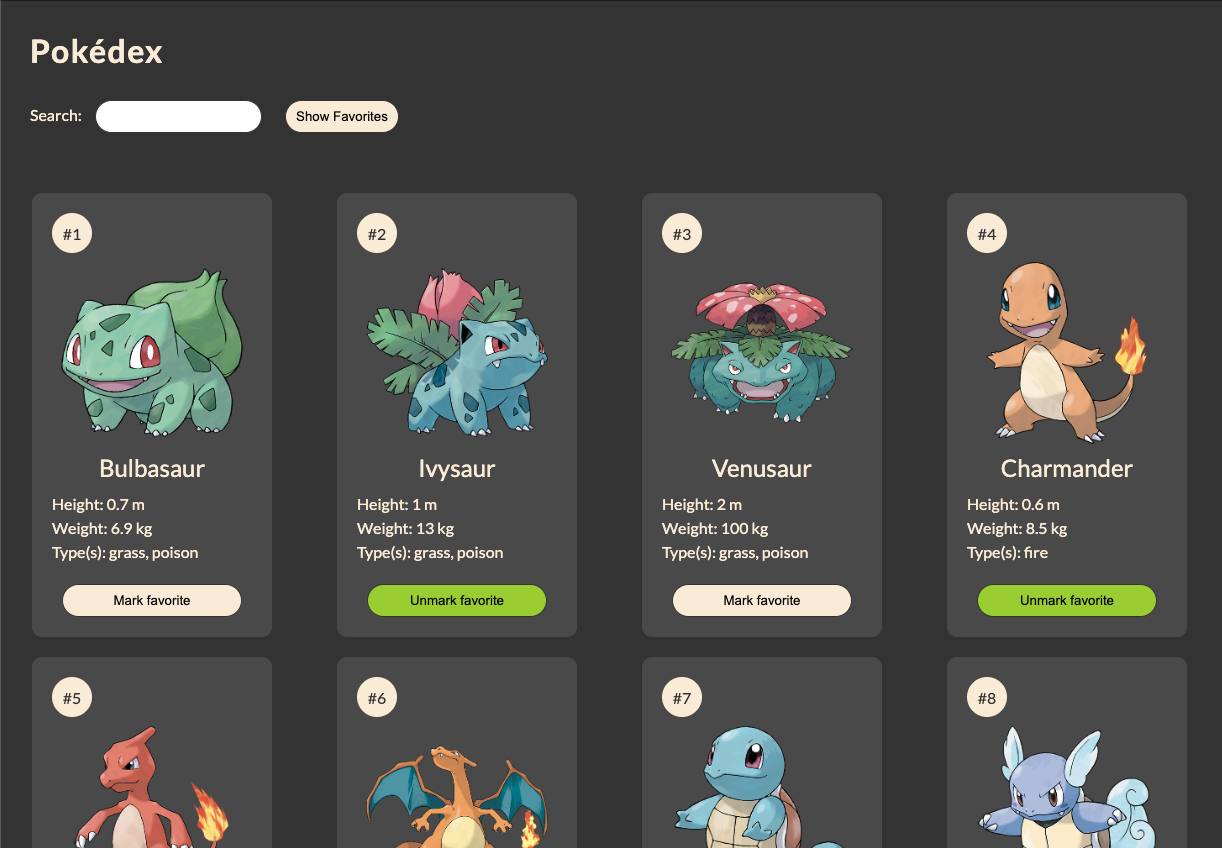 Pokédex
Search: Show Favorites
#1
Bulbasaur
Height: 0.7 m
Weight: 6.9 kg
Type(s): grass, poison
Mark favorite
#2
Ivysaur
Height: 1 m
Weight: 13 kg
Type(s): grass, poison
Unmark favorite
#3
Venusaur
Height: 2 m
Weight: 100 kg
Type(s): grass, poison
Mark favorite
#4
Charmander
Height: 0.6 m
Weight: 8.5 kg
Type(s): fire
Unmark favorite
#5
#6
#7
#8